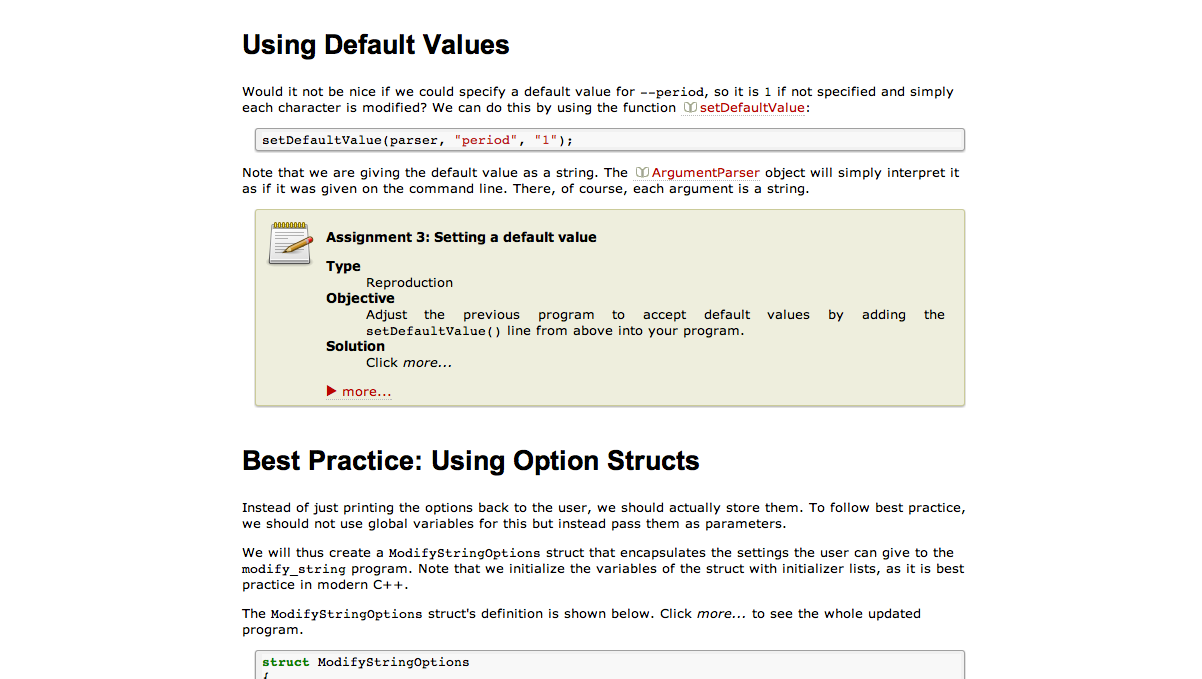 Using Default Values
Would it not be nice if we could specify a default value for --period, so it is 1 if not specified and simply
each character is modified? We can do this by using the function setDefaultValue:
setDefaultValue(parser, "period", "1");
Note that we are giving the default value as a string. The ArgumentParser object will simply interpret it
as if it was given on the command line. There, of course, each argument is a string.
Assignment 3: Setting a default value
Type
Reproduction
Objective
Adjust the previous program to accept default values by adding the
setDefaultValue() line from above into your program.
Solution
Click more...
more...
Best Practice: Using Option Structs
Instead of just printing the options back to the user, we should actually store them. To follow best practice,
we should not use global variables for this but instead pass them as parameters.
We will thus create a ModifyStringOptions struct that encapsulates the settings the user can give to the
modify_string program. Note that we initialize the variables of the struct with initializer lists, as it is best
practice in modern C++.
The ModifyStringOptions struct's definition is shown below. Click more... to see the whole updated
program.
struct ModifyStringOptions
{